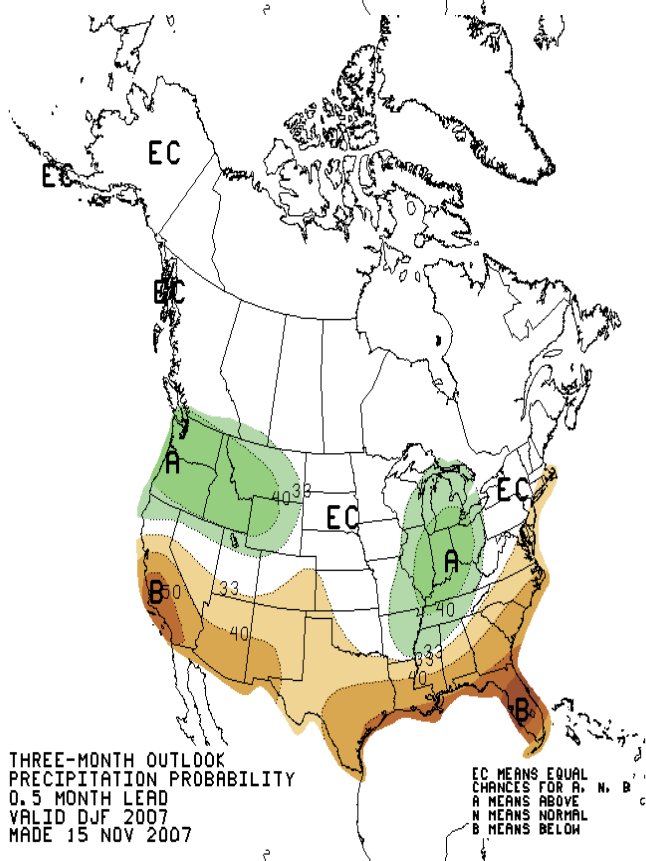 EC
EC
EC
A
40
33
EC
EC
A
B
50
33
40
40
33
33
40
B
THREE-MONTH OUTLOOK
PRECIPITATION PROBABILITY
0.5 MONTH LEAD
VALID DJF 2007
MADE 15 NOV 2007
EC MEANS EQUAL
CHANCES FOR A, N, B
A MEANS ABOVE
N MEANS NORMAL
B MEANS BELOW